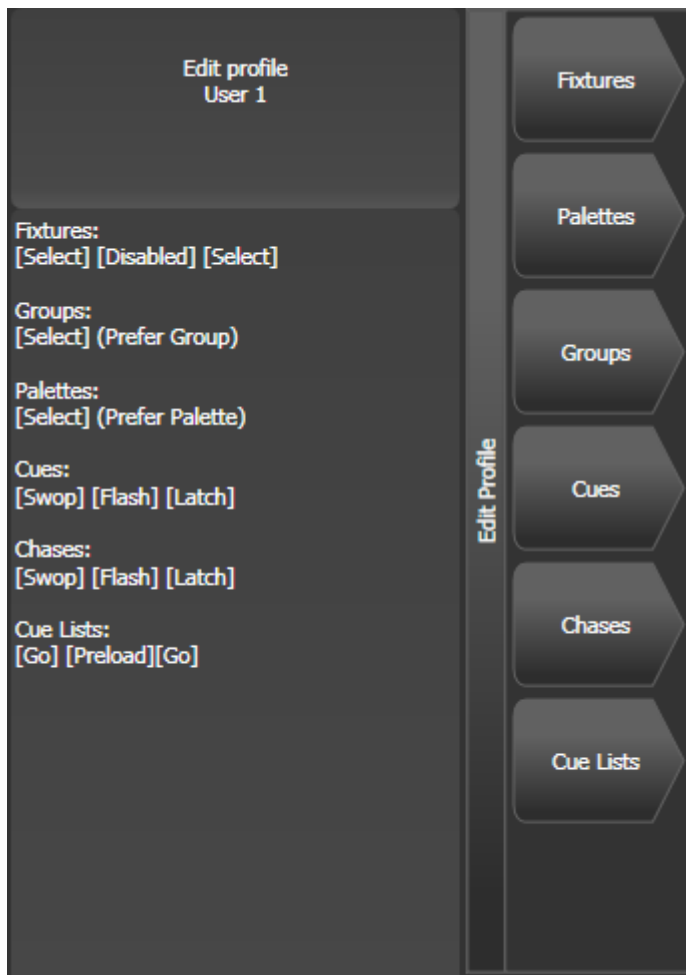 Edit profile
User 1
Fixtures:
[Select] [Disabled] [Select]
Groups:
[Select] (Prefer Group)
Palettes:
[Select] (Prefer Palette)
Cues:
[Swop] [Flash] [Latch]
Chases:
[Swop] [Flash] [Latch]
Cue Lists:
[Go] [Preload][Go]
Edit Profile
Fixtures
Palettes
Groups
Cues
Chases
Cue Lists